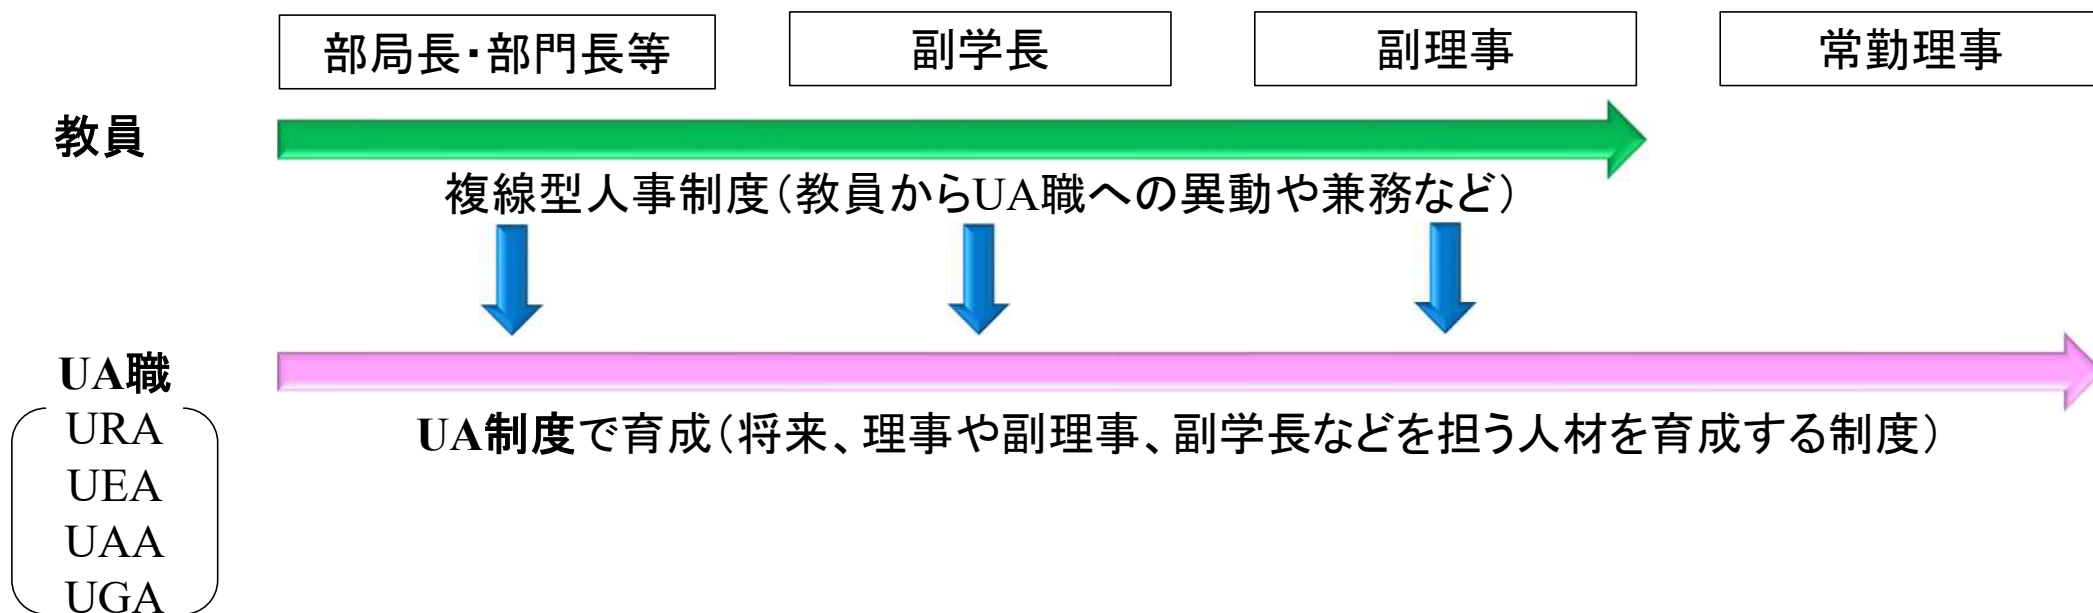 部局長・部門長等
副学長
副理事
常勤理事
教員
複線型人事制度（教員からUA職への異動や兼務など）
UA職
URA
UEA
UAA
UGA
UA制度で育成（将来、理事や副理事、副学長などを担う人材を育成する制度）